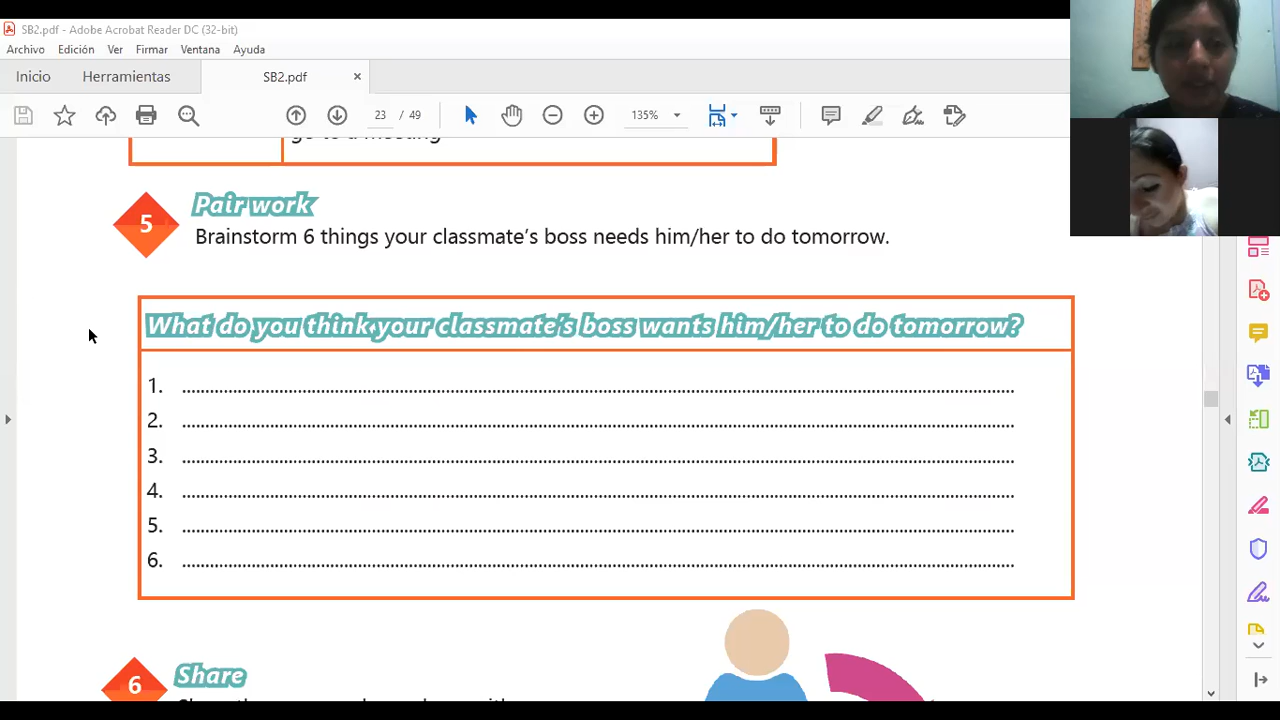 SB2.pdf - Adobe Acrobat Reader DC (32-bit)
Archivo Edición Ver Firmar Ventana Ayuda
Inicio Herramientas SB2.pdf ×
23 / 49 135%
go to a meeting
5 Pair work
Brainstorm 6 things your classmate's boss needs him/her to do tomorrow.
What do you think your classmate's boss wants him/her to do tomorrow?
1. ........................................
2. ........................................
3. ........................................
4. ........................................
5. ........................................
6. ........................................
6 Share